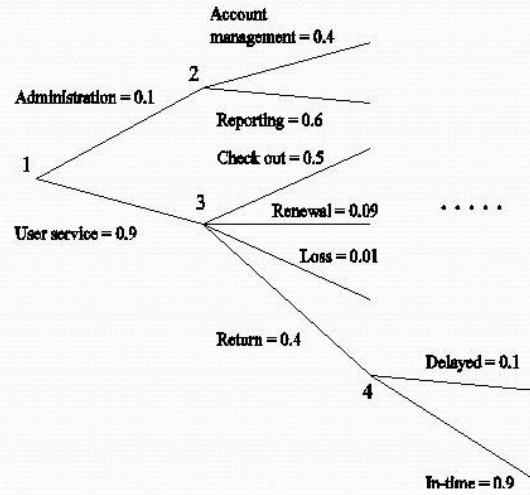 Account
management = 0.4
2
Administration = 0.1
Reporting = 0.6
Check out = 0.5
1
3
Renewal = 0.09
.....
User service = 0.9
Loss = 0.01
Return = 0.4
Delayed = 0.1
4
In-time = 0.9